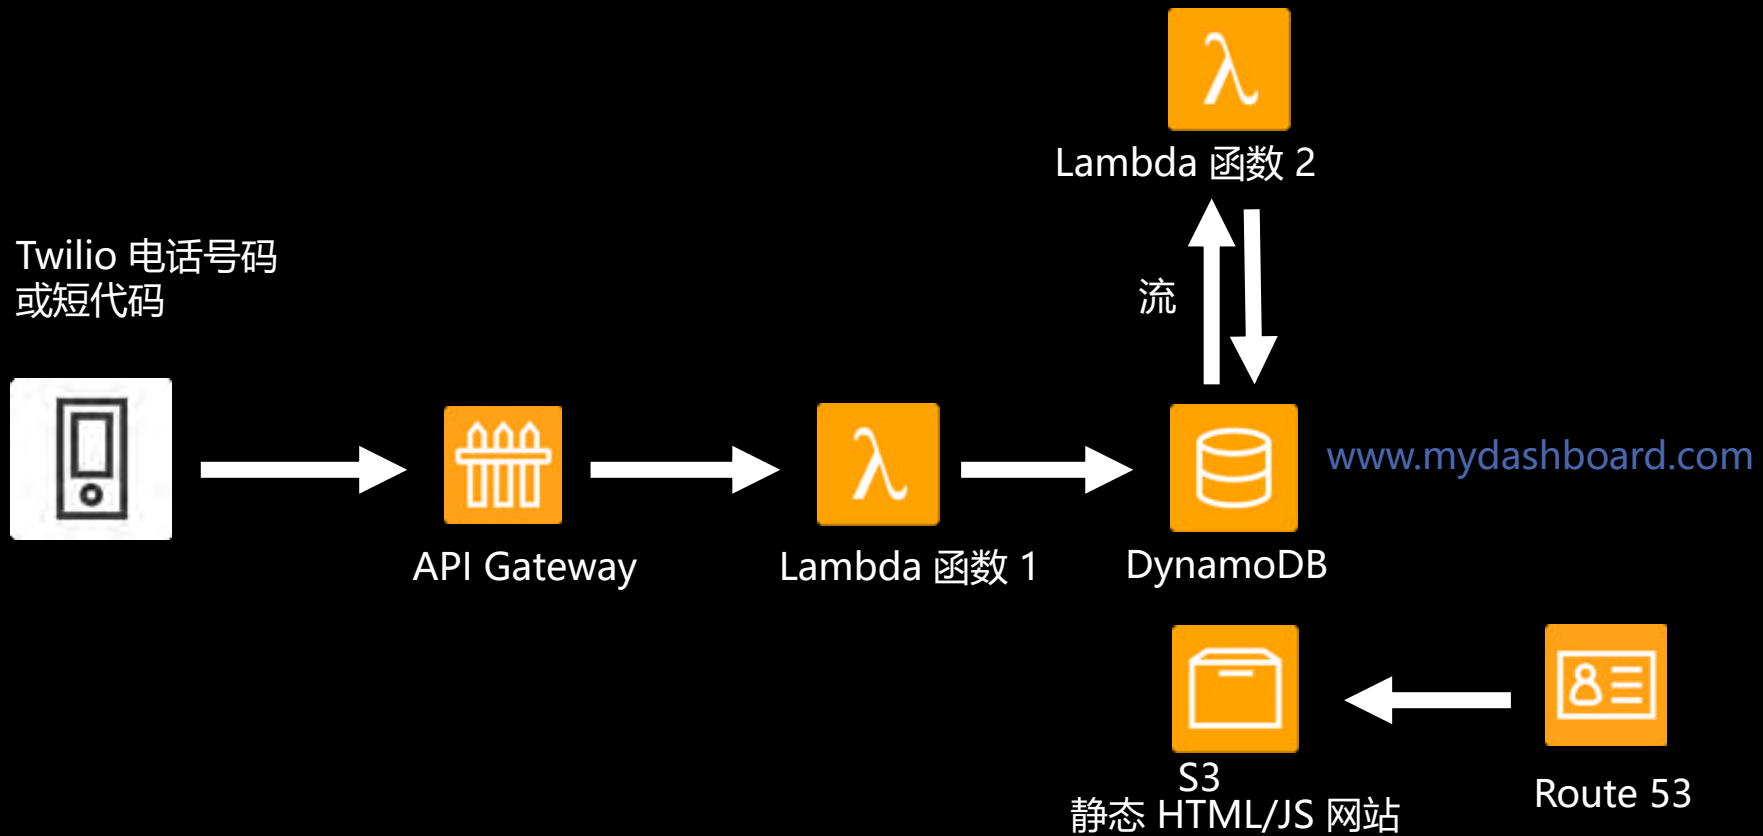 Lambda 函数 2
Twilio 电话号码
或短代码
流
www.mydashboard.com
API Gateway
Lambda 函数 1
DynamoDB
S3
静态 HTML/JS 网站
Route 53